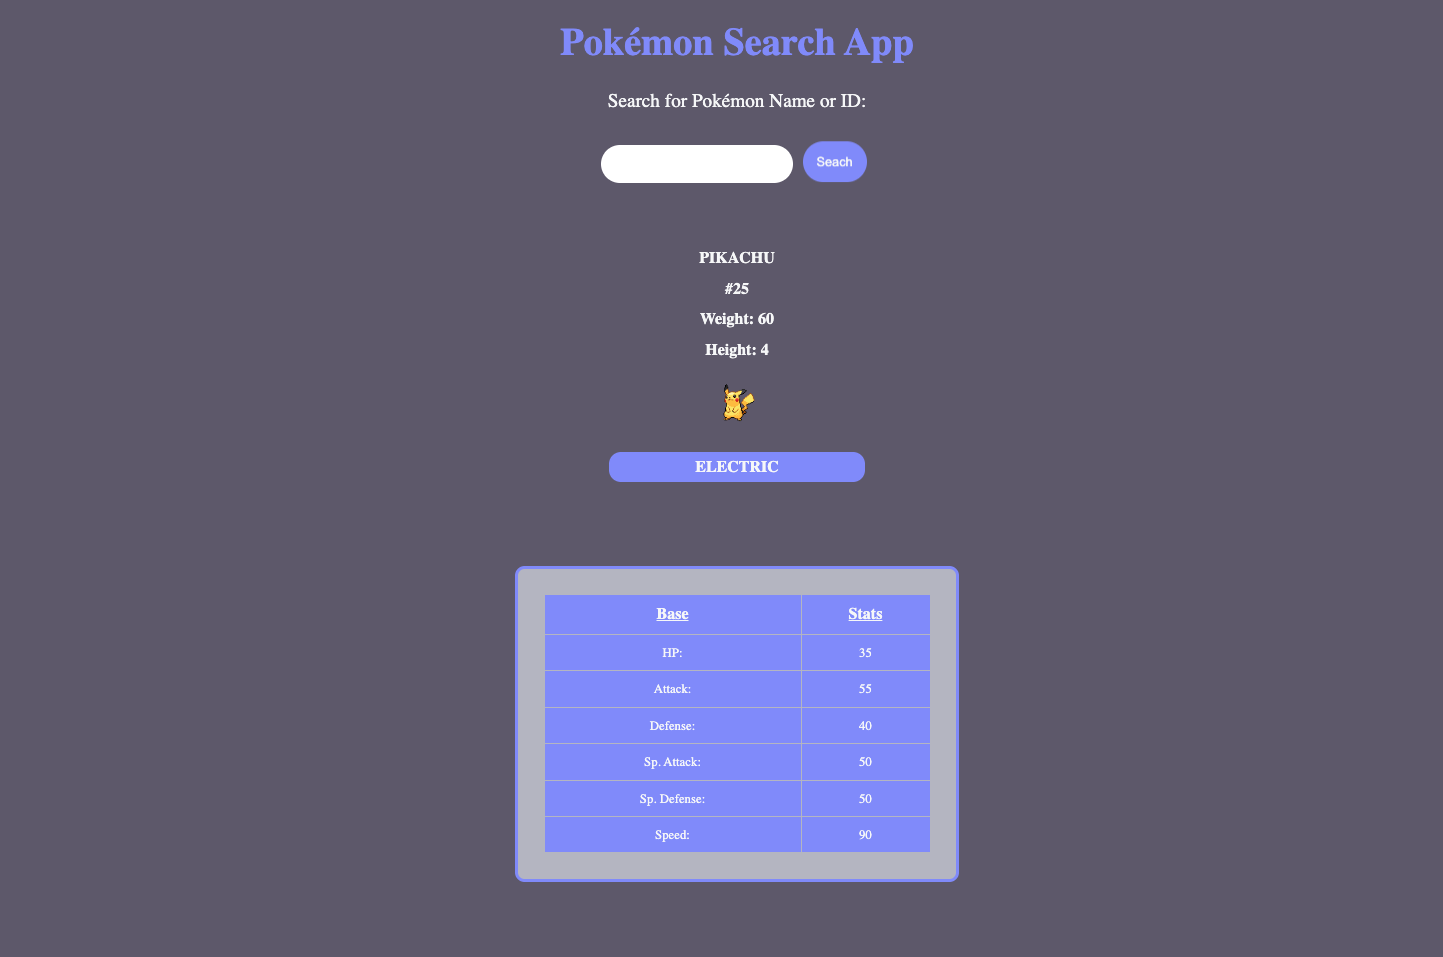 Pokémon Search App
Search for Pokémon Name or ID:
Seach
PIKACHU
#25
Weight: 60
Height: 4
ELECTRIC
Base Stats
HP: 35
Attack: 55
Defense: 40
Sp. Attack: 50
Sp. Defense: 50
Speed: 90